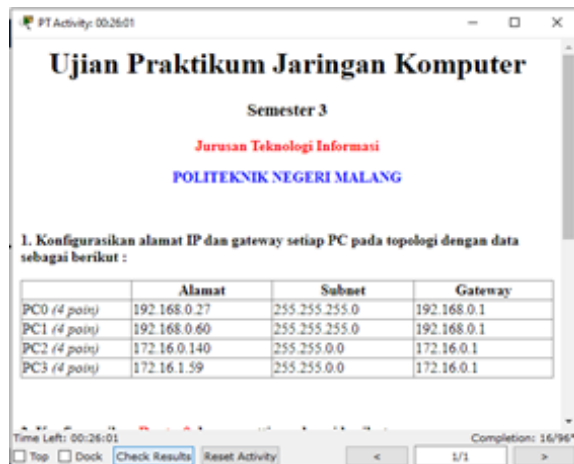 PT Activity: 00:26:01
Ujian Praktikum Jaringan Komputer
Semester 3
Jurusan Teknologi Informasi
POLITEKNIK NEGERI MALANG
1. Konfigurasikan alamat IP dan gateway setiap PC pada topologi dengan data
sebagai berikut :
Alamat Subnet Gateway
PC0 (4 poin) 192.168.0.27 255.255.255.0 192.168.0.1
PC1 (4 poin) 192.168.0.60 255.255.255.0 192.168.0.1
PC2 (4 poin) 172.16.0.140 255.255.0.0 172.16.0.1
PC3 (4 poin) 172.16.1.59 255.255.0.0 172.16.0.1
Time Left: 00:26:01 Completion: 16/96*
Top Dock Check Results Reset Activity < 1/1 >